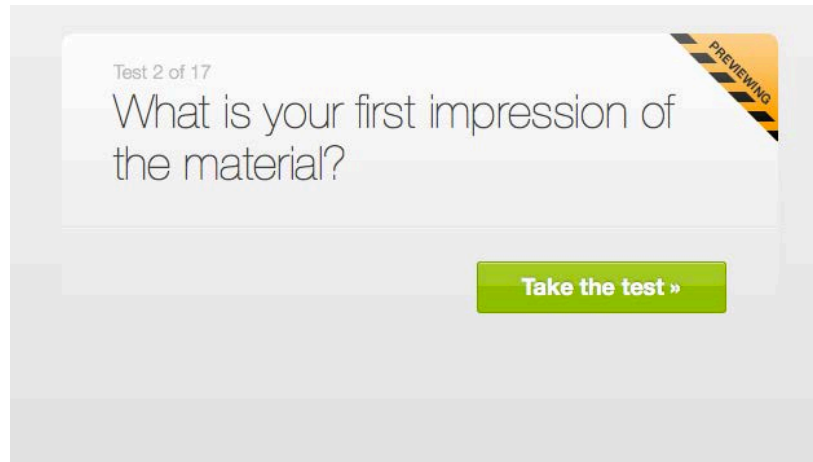 Test 2 of 17
PREVIEWING
What is your first impression of
the material?
Take the test »